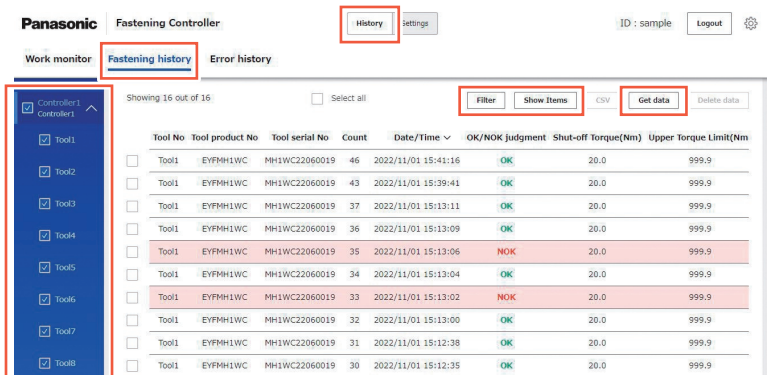 Panasonic Fastening Controller History Settings ID : sample Logout
Work monitor Fastening history Error history
Controller1
Controller1
Tool1
Tool2
Tool3
Tool4
Tool5
Tool6
Tool7
Tool8
Showing 16 out of 16 Select all Filter Show Items CSV Get data Delete data
Tool No Tool product No Tool serial No Count Date/Time OK/NOK judgment Shut-off Torque(Nm) Upper Torque Limit(Nm
Tool1 EYFMH1WC MH1WC22060019 46 2022/11/01 15:41:16 OK 20.0 999.9
Tool1 EYFMH1WC MH1WC22060019 43 2022/11/01 15:39:41 OK 20.0 999.9
Tool1 EYFMH1WC MH1WC22060019 37 2022/11/01 15:13:11 OK 20.0 999.9
Tool1 EYFMH1WC MH1WC22060019 36 2022/11/01 15:13:09 OK 20.0 999.9
Tool1 EYFMH1WC MH1WC22060019 35 2022/11/01 15:13:06 NOK 20.0 999.9
Tool1 EYFMH1WC MH1WC22060019 34 2022/11/01 15:13:04 OK 20.0 999.9
Tool1 EYFMH1WC MH1WC22060019 33 2022/11/01 15:13:02 NOK 20.0 999.9
Tool1 EYFMH1WC MH1WC22060019 32 2022/11/01 15:13:00 OK 20.0 999.9
Tool1 EYFMH1WC MH1WC22060019 31 2022/11/01 15:12:38 OK 20.0 999.9
Tool1 EYFMH1WC MH1WC22060019 30 2022/11/01 15:12:35 OK 20.0 999.9